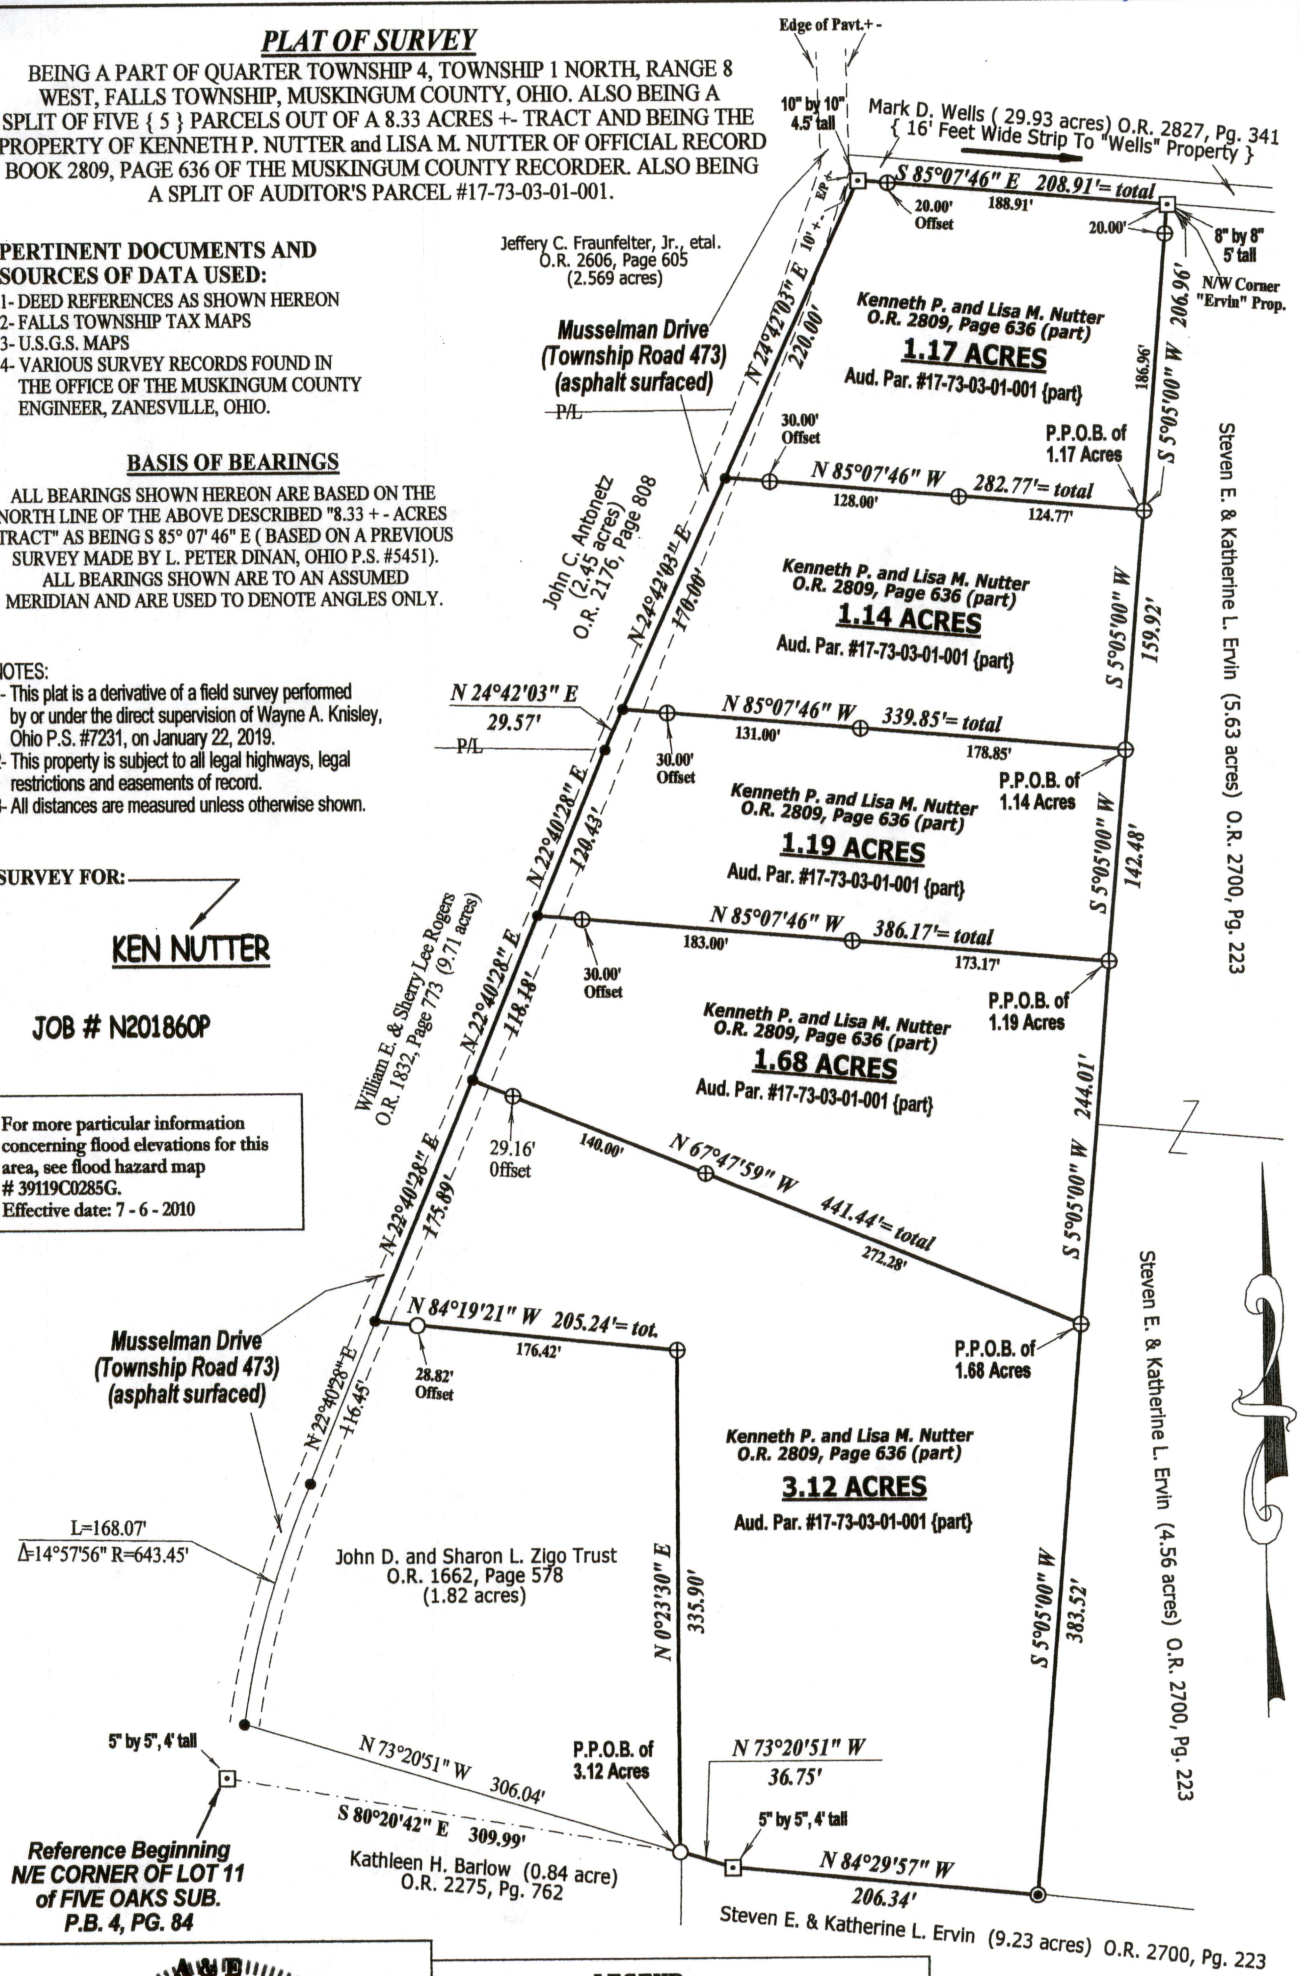 PLAT OF SURVEY
BEING A PART OF QUARTER TOWNSHIP 4, TOWNSHIP 1 NORTH, RANGE 8
WEST, FALLS TOWNSHIP, MUSKINGUM COUNTY, OHIO. ALSO BEING A
SPLIT OF FIVE { 5 } PARCELS OUT OF A 8.33 ACRES +- TRACT AND BEING THE
PROPERTY OF KENNETH P. NUTTER and LISA M. NUTTER OF OFFICIAL RECORD
BOOK 2809, PAGE 636 OF THE MUSKINGUM COUNTY RECORDER. ALSO BEING
A SPLIT OF AUDITOR'S PARCEL #17-73-03-01-001.
PERTINENT DOCUMENTS AND
SOURCES OF DATA USED:
1- DEED REFERENCES AS SHOWN HEREON
2- FALLS TOWNSHIP TAX MAPS
3- U.S.G.S. MAPS
4- VARIOUS SURVEY RECORDS FOUND IN
THE OFFICE OF THE MUSKINGUM COUNTY
ENGINEER, ZANESVILLE, OHIO.
BASIS OF BEARINGS
ALL BEARINGS SHOWN HEREON ARE BASED ON THE
NORTH LINE OF THE ABOVE DESCRIBED "8.33 + - ACRES
TRACT" AS BEING S 85° 07' 46" E ( BASED ON A PREVIOUS
SURVEY MADE BY L. PETER DINAN, OHIO P.S. #5451).
ALL BEARINGS SHOWN ARE TO AN ASSUMED
MERIDIAN AND ARE USED TO DENOTE ANGLES ONLY.
NOTES:
- This plat is a derivative of a field survey performed
by or under the direct supervision of Wayne A. Knisley,
Ohio P.S. #7231, on January 22, 2019.
- This property is subject to all legal highways, legal
restrictions and easements of record.
- All distances are measured unless otherwise shown.
SURVEY FOR:
KEN NUTTER
JOB # N201860P
For more particular information
concerning flood elevations for this
area, see flood hazard map
# 39119C0285G.
Effective date: 7 - 6 - 2010
Edge of Pavt.+ -
10" by 10"
4.5' tall
Mark D. Wells ( 29.93 acres) O.R. 2827, Pg. 341
{ 16' Feet Wide Strip To "Wells" Property }
S 85°07'46" E 208.91'= total
20.00'
Offset
188.91'
20.00'
8" by 8"
5' tall
N/W Corner
"Ervin" Prop.
E/P +-
10' + -
Jeffery C. Fraunfelter, Jr., etal.
O.R. 2606, Page 605
(2.569 acres)
Musselman Drive
(Township Road 473)
(asphalt surfaced)
P/L
N 24°42'03" E
220.00'
Kenneth P. and Lisa M. Nutter
O.R. 2809, Page 636 (part)
1.17 ACRES
Aud. Par. #17-73-03-01-001 {part}
186.96'
S 5°05'00" W 206.96'
P.P.O.B. of
1.17 Acres
30.00'
Offset
N 85°07'46" W 282.77'= total
128.00'
124.77'
Steven E. & Katherine L. Ervin (5.63 acres) O.R. 2700, Pg. 223
John C. Antonetz
(2.45 acres)
O.R. 2176, Page 808
N 24°42'03" E
170.00'
Kenneth P. and Lisa M. Nutter
O.R. 2809, Page 636 (part)
1.14 ACRES
Aud. Par. #17-73-03-01-001 {part}
S 5°05'00" W
159.92'
N 24°42'03" E
29.57'
P/L
N 85°07'46" W 339.85'= total
131.00'
178.85'
30.00'
Offset
P.P.O.B. of
1.14 Acres
N 22°40'28" E
120.43'
Kenneth P. and Lisa M. Nutter
O.R. 2809, Page 636 (part)
1.19 ACRES
Aud. Par. #17-73-03-01-001 {part}
S 5°05'00" W
142.48'
N 85°07'46" W 386.17'= total
183.00'
173.17'
30.00'
Offset
P.P.O.B. of
1.19 Acres
William E. & Sherry Lee Rogers
O.R. 1832, Page 773 (9.71 acres)
N 22°40'28" E
118.18'
Kenneth P. and Lisa M. Nutter
O.R. 2809, Page 636 (part)
1.68 ACRES
Aud. Par. #17-73-03-01-001 {part}
S 5°05'00" W 244.01'
29.16'
Offset
140.00'
N 67°47'59" W 441.44'= total
272.28'
P.P.O.B. of
1.68 Acres
N 22°40'28" E
175.89'
Musselman Drive
(Township Road 473)
(asphalt surfaced)
N 84°19'21" W 205.24'= tot.
176.42'
28.82'
Offset
N 22°40'28" E
116.45'
Kenneth P. and Lisa M. Nutter
O.R. 2809, Page 636 (part)
3.12 ACRES
Aud. Par. #17-73-03-01-001 {part}
S 5°05'00" W
383.52'
Steven E. & Katherine L. Ervin (4.56 acres) O.R. 2700, Pg. 223
L=168.07'
Δ=14°57'56" R=643.45'
John D. and Sharon L. Zigo Trust
O.R. 1662, Page 578
(1.82 acres)
N 0°23'30" E
335.90'
5" by 5", 4' tall
N 73°20'51" W 306.04'
S 80°20'42" E 309.99'
P.P.O.B. of
3.12 Acres
N 73°20'51" W
36.75'
5" by 5", 4' tall
N 84°29'57" W
206.34'
Reference Beginning
N/E CORNER OF LOT 11
of FIVE OAKS SUB.
P.B. 4, PG. 84
Kathleen H. Barlow (0.84 acre)
O.R. 2275, Pg. 762
Steven E. & Katherine L. Ervin (9.23 acres) O.R. 2700, Pg. 223